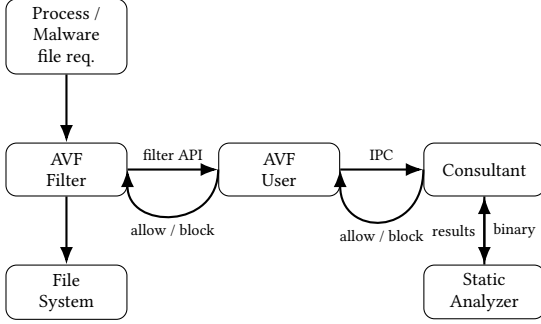 Process /
Malware
file req.
AVF
Filter
filter API
allow / block
AVF
User
IPC
allow / block
Consultant
results
binary
File
System
Static
Analyzer